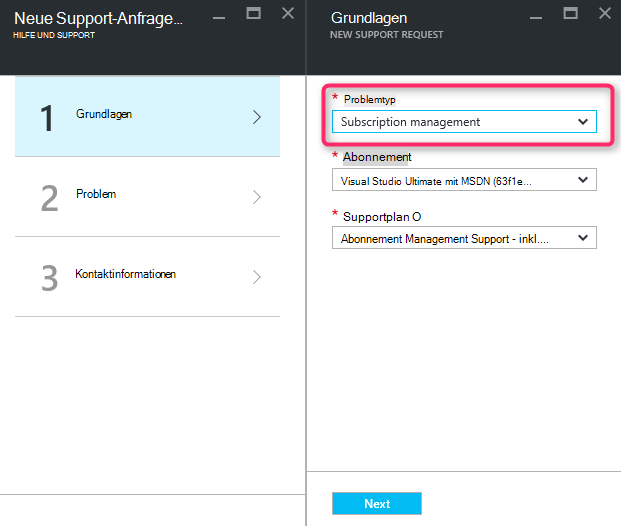 Neue Support-Anfrage...
HILFE UND SUPPORT
1 Grundlagen
2 Problem
3 Kontaktinformationen
Grundlagen
NEW SUPPORT REQUEST
* Problemtyp
Subscription management
* Abonnement
Visual Studio Ultimate mit MSDN (63f1e...
* Supportplan O
Abonnement Management Support - inkl....
Next